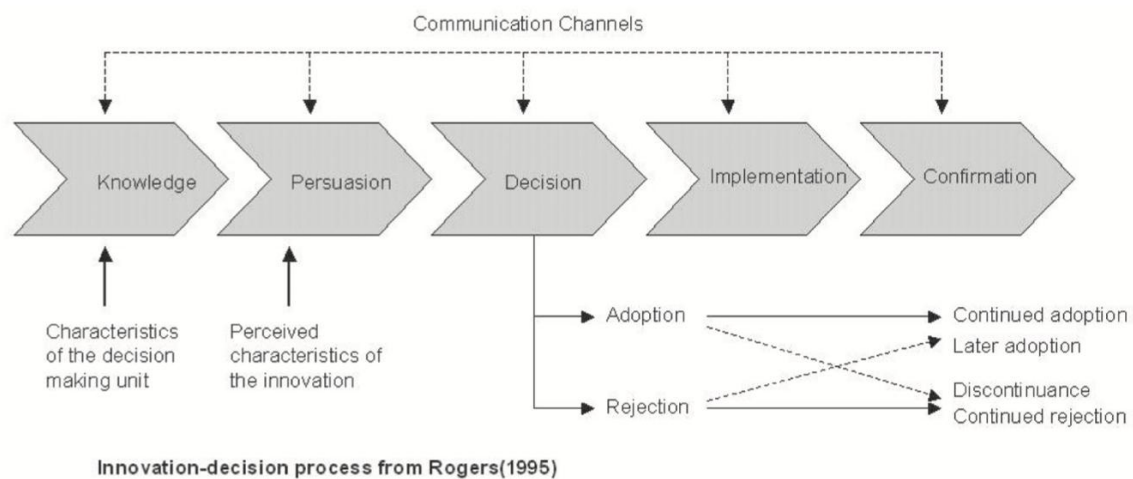 Communication Channels
Knowledge
Persuasion
Decision
Implementation
Confirmation
Characteristics
of the decision
making unit
Perceived
characteristics of
the innovation
Adoption
Rejection
Continued adoption
Later adoption
Discontinuance
Continued rejection
Innovation-decision process from Rogers(1995)